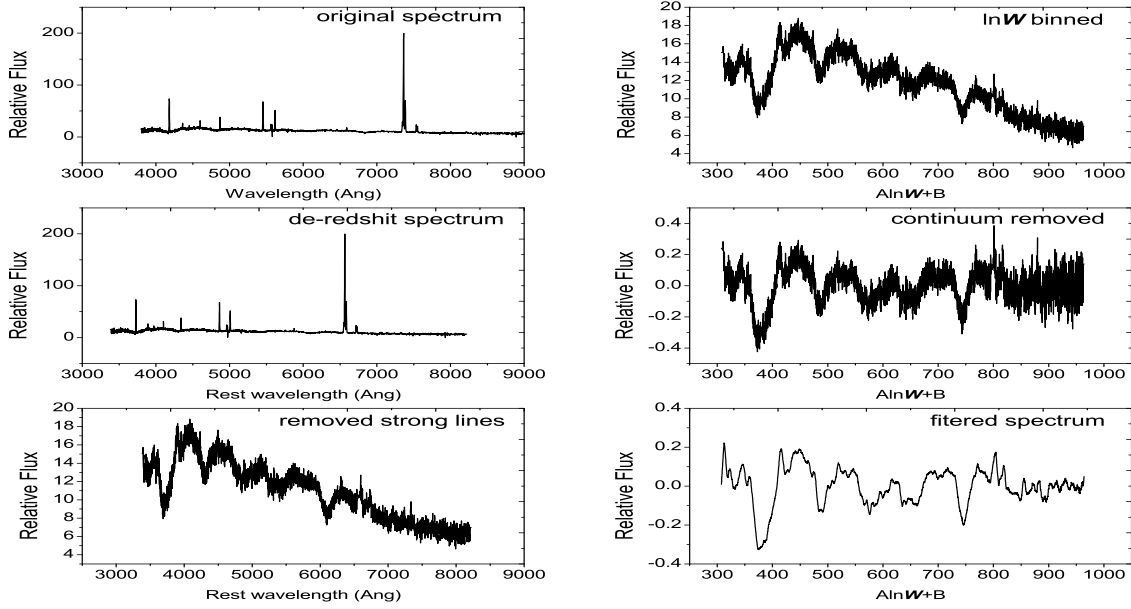 original spectrum
200
100
0
3000 4000 5000 6000 7000 8000 9000
Relative Flux
Wavelength (Ang)
lnW binned
20
18
16
14
12
10
8
6
4
300 400 500 600 700 800 900 1000
Relative Flux
AlnW+B
de-redshit spectrum
200
100
0
3000 4000 5000 6000 7000 8000 9000
Relative Flux
Rest wavelength (Ang)
continuum removed
0.4
0.2
0.0
-0.2
-0.4
300 400 500 600 700 800 900 1000
Relative Flux
AlnW+B
removed strong lines
20
18
16
14
12
10
8
6
4
3000 4000 5000 6000 7000 8000 9000
Relative Flux
Rest wavelength (Ang)
fitered spectrum
0.4
0.2
0.0
-0.2
-0.4
300 400 500 600 700 800 900 1000
Relative Flux
AlnW+B